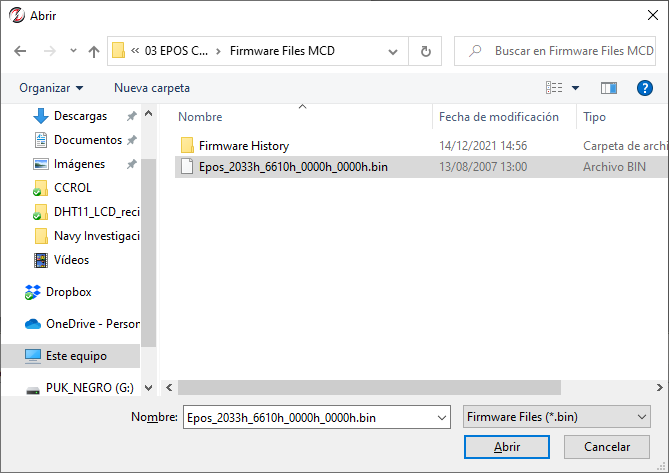 Abrir
« 03 EPOS C... > Firmware Files MCD
Buscar en Firmware Files MCD
Organizar
Nueva carpeta
Nombre
Fecha de modificación
Tipo
Firmware History
14/12/2021 14:56
Carpeta de archi
Epos_2033h_6610h_0000h_0000h.bin
13/08/2007 13:00
Archivo BIN
Descargas
Documentos
Imágenes
CCROL
DHT11_LCD_reci
Navy Investigaci
Vídeos
Dropbox
OneDrive - Person
Este equipo
PUK_NEGRO (G:)
Nombre:
Epos_2033h_6610h_0000h_0000h.bin
Firmware Files (*.bin)
Abrir
Cancelar